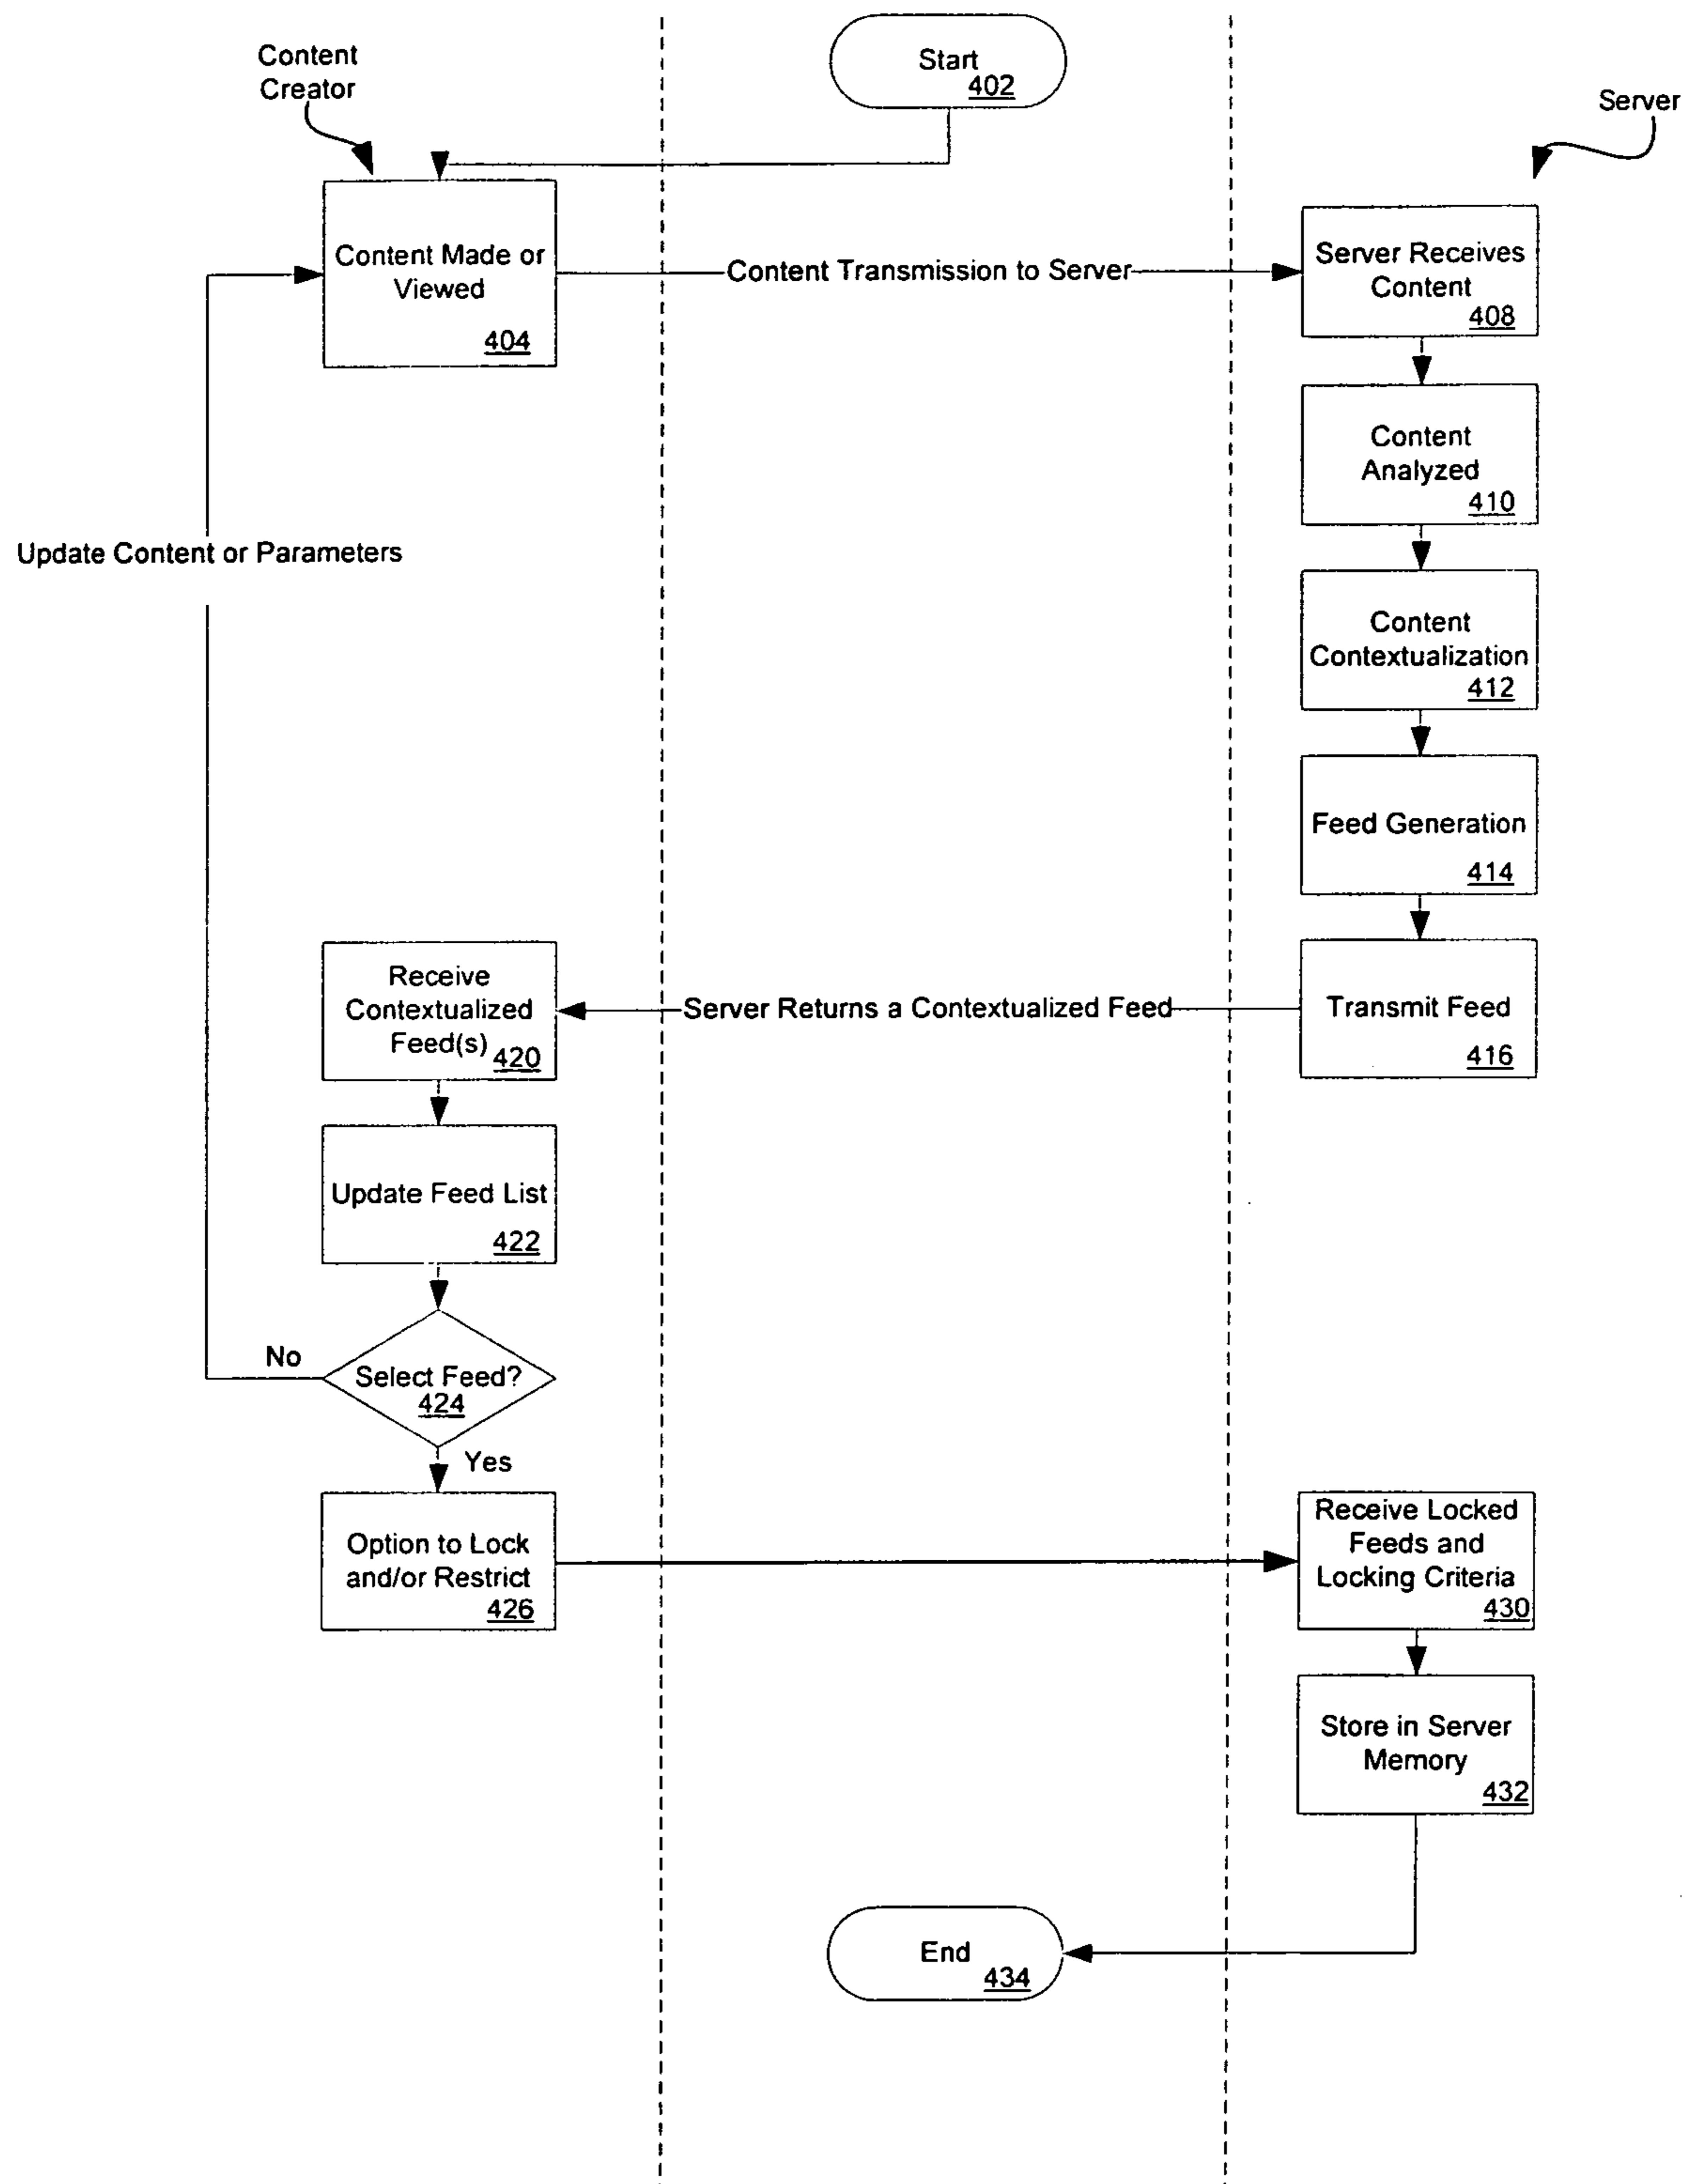 Content
Creator
Start
402
Server
Content Made or
Viewed
404
Content Transmission to Server
Server Receives
Content
408
Content
Analyzed
410
Update Content or Parameters
Content
Contextualization
412
Feed Generation
414
Receive
Contextualized
Feed(s)
420
Server Returns a Contextualized Feed
Transmit Feed
416
Update Feed List
422
No
Select Feed?
424
Yes
Option to Lock
and/or Restrict
426
Receive Locked
Feeds and
Locking Criteria
430
Store in Server
Memory
432
End
434